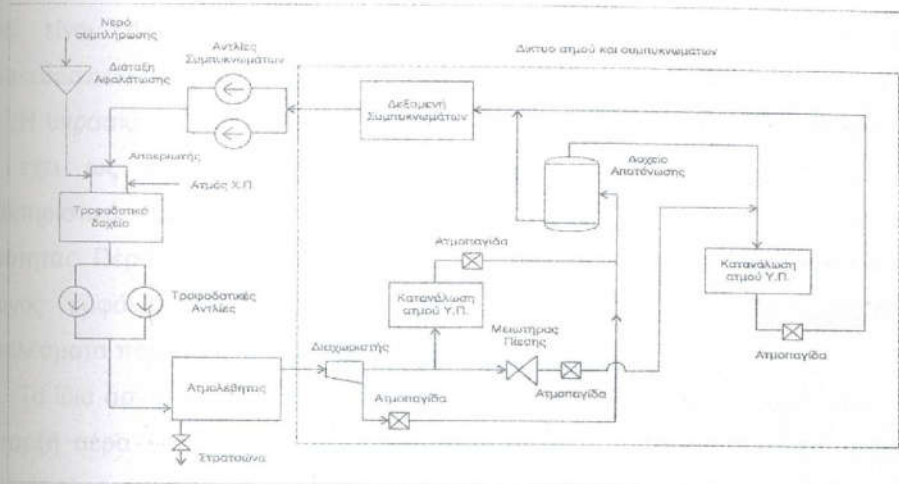 Νερό
συμπλήρωσης
Διάταξη
Αφαλάτωσης
Αντλίες
Συμπυκνωμάτων
Δίκτυο ατμού και συμπυκνωμάτων
Δεξαμενή
Συμπυκνωμάτων
Απαεριωτής
Ατμός Χ.Π.
Τροφοδοτικό
δοχείο
Δοχείο
Αποτόνωσης
Ατμοπαγίδα
Κατανάλωση
ατμού Υ.Π.
Κατανάλωση
ατμού Υ.Π.
Τροφοδοτικές
Αντλίες
Διαχωριστής
Μειωτήρας
Πίεσης
Ατμοπαγίδα
Ατμολέβητας
Ατμοπαγίδα
Ατμοπαγίδα
Στρατσώνα